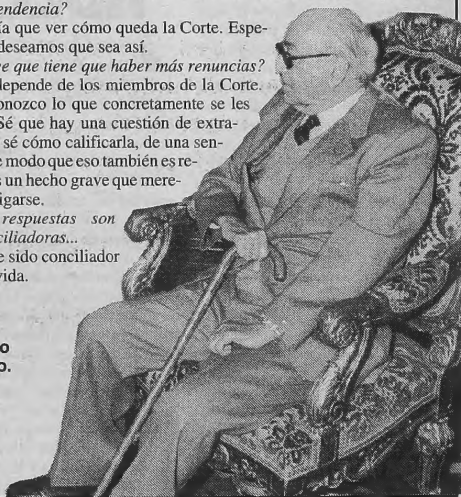 endencia?
ía que ver cómo queda la Corte. Espe-
deseamos que sea así.
e que tiene que haber más renuncias?
depende de los miembros de la Corte.
onozco lo que concretamente se les
Sé que hay una cuestión de extra-
sé cómo calificarla, de una sen-
e modo que eso también es re-
s un hecho grave que mere-
igarse.
respuestas son
ciliadoras...
e sido conciliador
vida.
o
o.